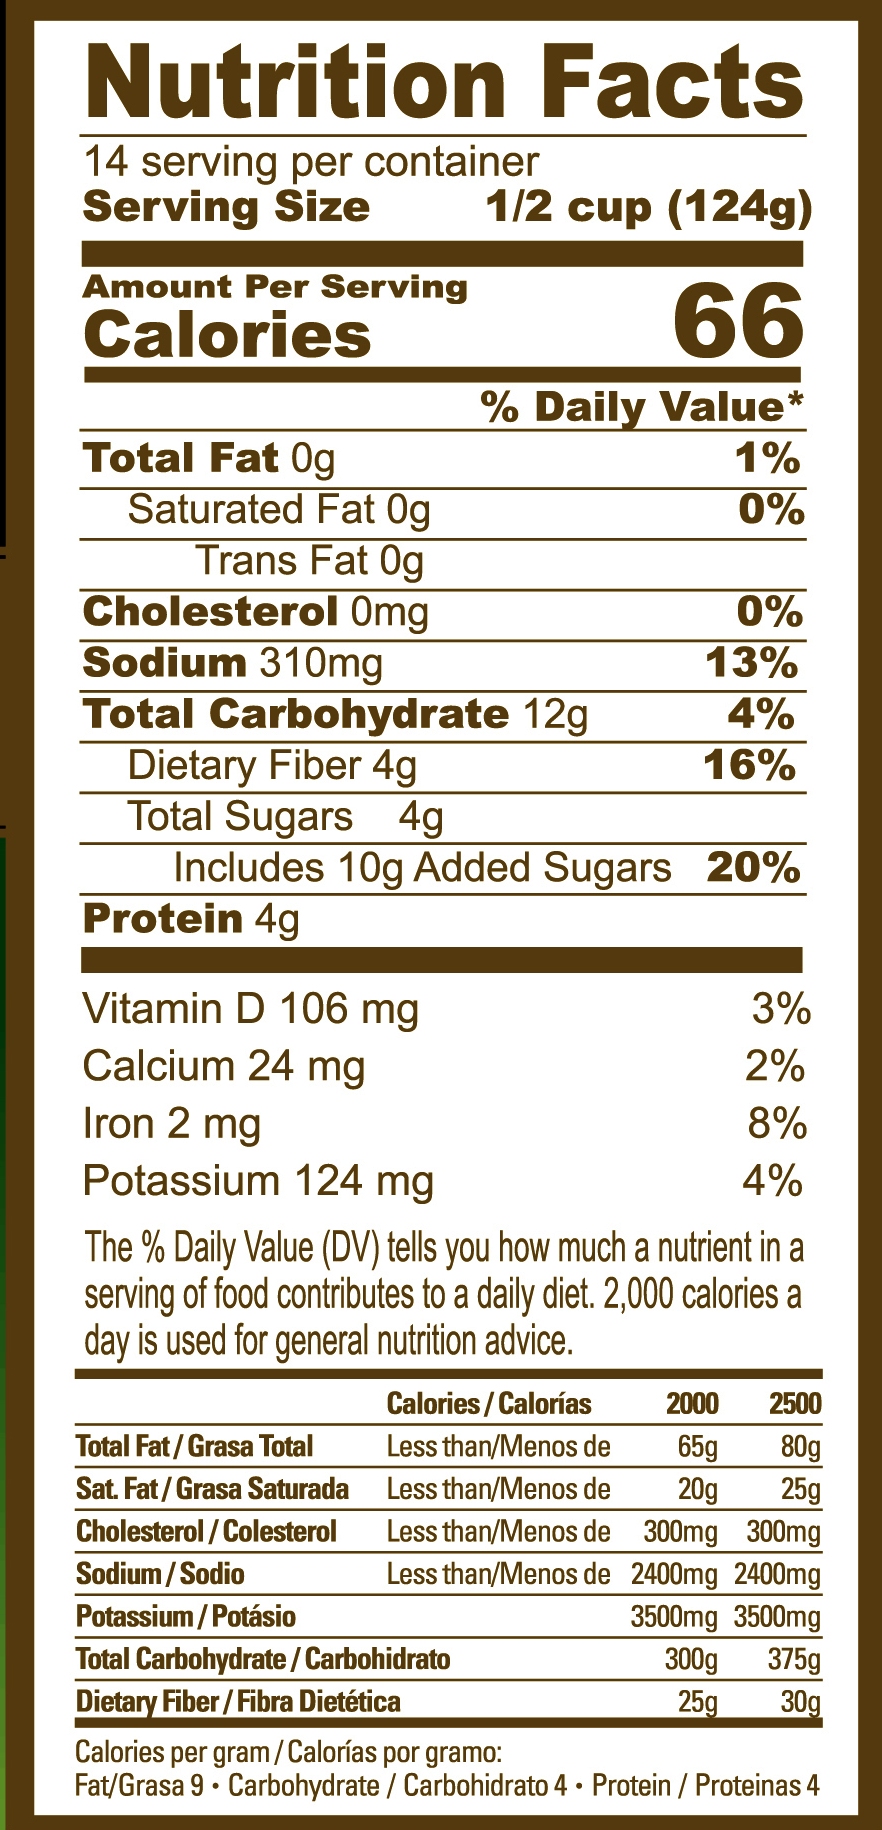 Nutrition Facts
14 serving per container
Serving Size 1/2 cup (124g)
Amount Per Serving
Calories 66
% Daily Value*
Total Fat 0g 1%
Saturated Fat 0g 0%
Trans Fat 0g
Cholesterol 0mg 0%
Sodium 310mg 13%
Total Carbohydrate 12g 4%
Dietary Fiber 4g 16%
Total Sugars 4g
Includes 10g Added Sugars 20%
Protein 4g
Vitamin D 106 mg 3%
Calcium 24 mg 2%
Iron 2 mg 8%
Potassium 124 mg 4%
The % Daily Value (DV) tells you how much a nutrient in a
serving of food contributes to a daily diet. 2,000 calories a
day is used for general nutrition advice.
Calories / Calorías 2000 2500
Total Fat / Grasa Total Less than/Menos de 65g 80g
Sat. Fat / Grasa Saturada Less than/Menos de 20g 25g
Cholesterol / Colesterol Less than/Menos de 300mg 300mg
Sodium / Sodio Less than/Menos de 2400mg 2400mg
Potassium / Potásio 3500mg 3500mg
Total Carbohydrate / Carbohidrato 300g 375g
Dietary Fiber / Fibra Dietética 25g 30g
Calories per gram / Calorías por gramo:
Fat/Grasa 9 • Carbohydrate / Carbohidrato 4 • Protein / Proteinas 4